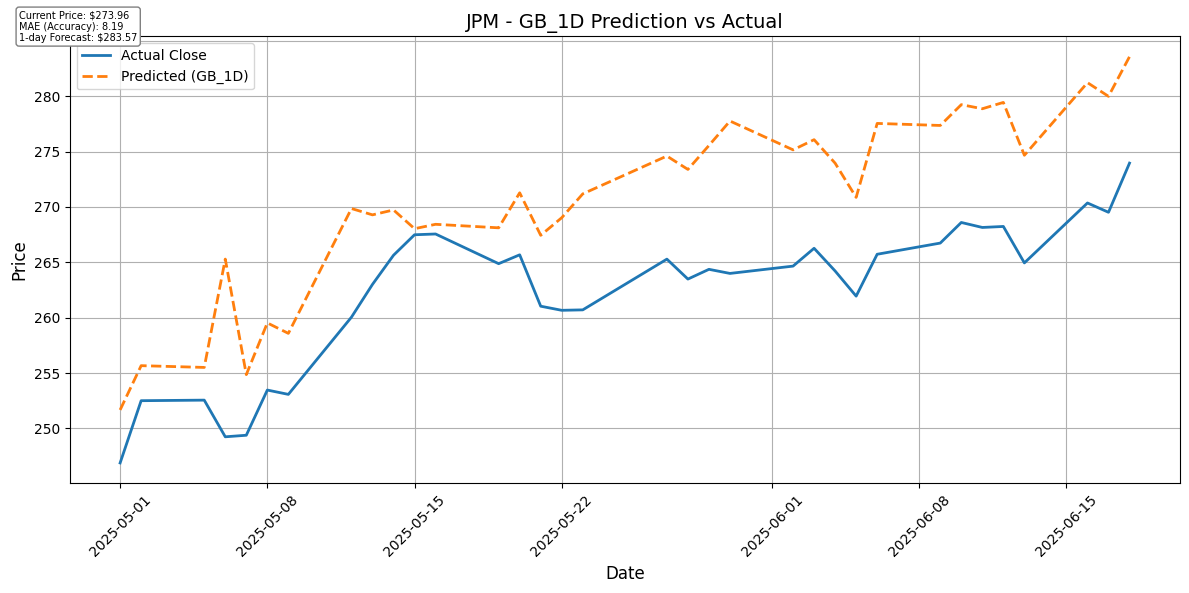 JPM - GB_1D Prediction vs Actual
Current Price: $273.96
MAE (Accuracy): 8.19
1-day Forecast: $283.57
Actual Close
Predicted (GB_1D)
Price
280
275
270
265
260
255
250
2025-05-01
2025-05-08
2025-05-15
2025-05-22
2025-06-01
2025-06-08
2025-06-15
Date